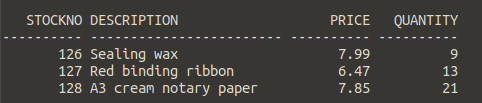 STOCKNO DESCRIPTION PRICE QUANTITY
---------- ----------------------- ---------- ----------
126 Sealing wax 7.99 9
127 Red binding ribbon 6.47 13
128 A3 cream notary paper 7.85 21